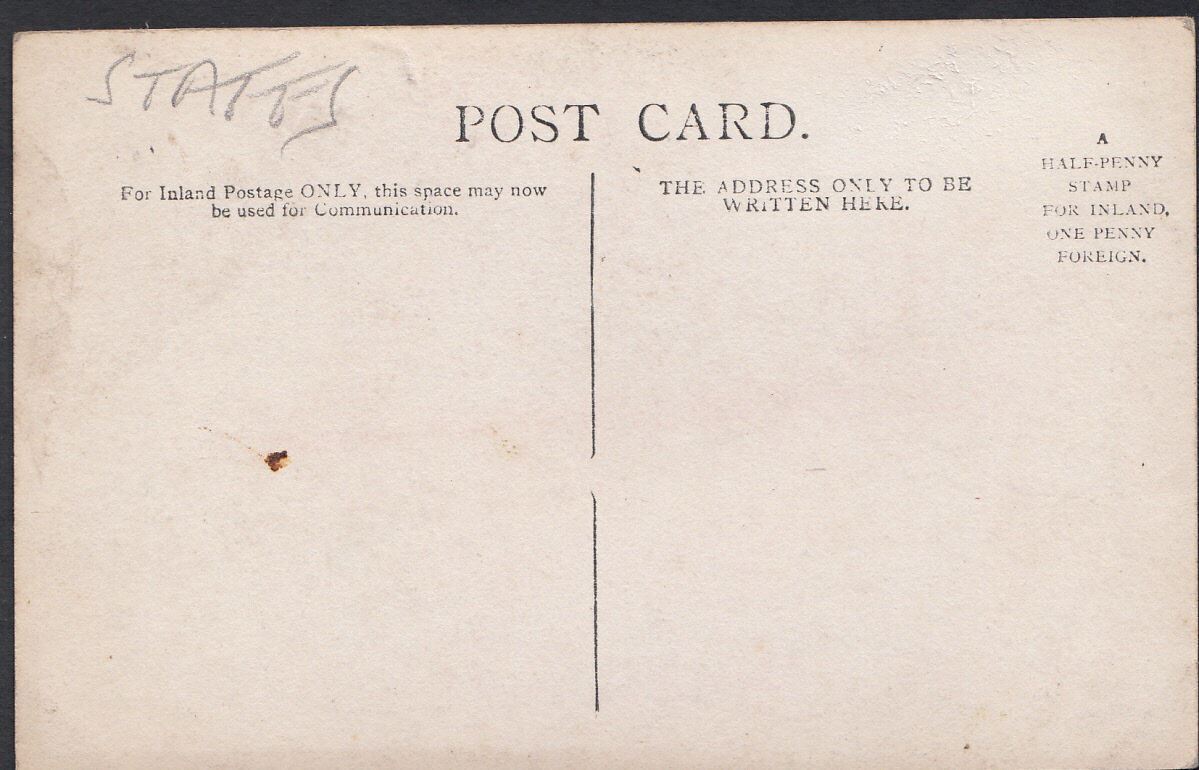 STAFFS
POST CARD.
For Inland Postage ONLY, this space may now
be used for Communication.
THE ADDRESS ONLY TO BE
WRITTEN HERE.
A
HALF-PENNY
STAMP
FOR INLAND,
ONE PENNY
FOREIGN.